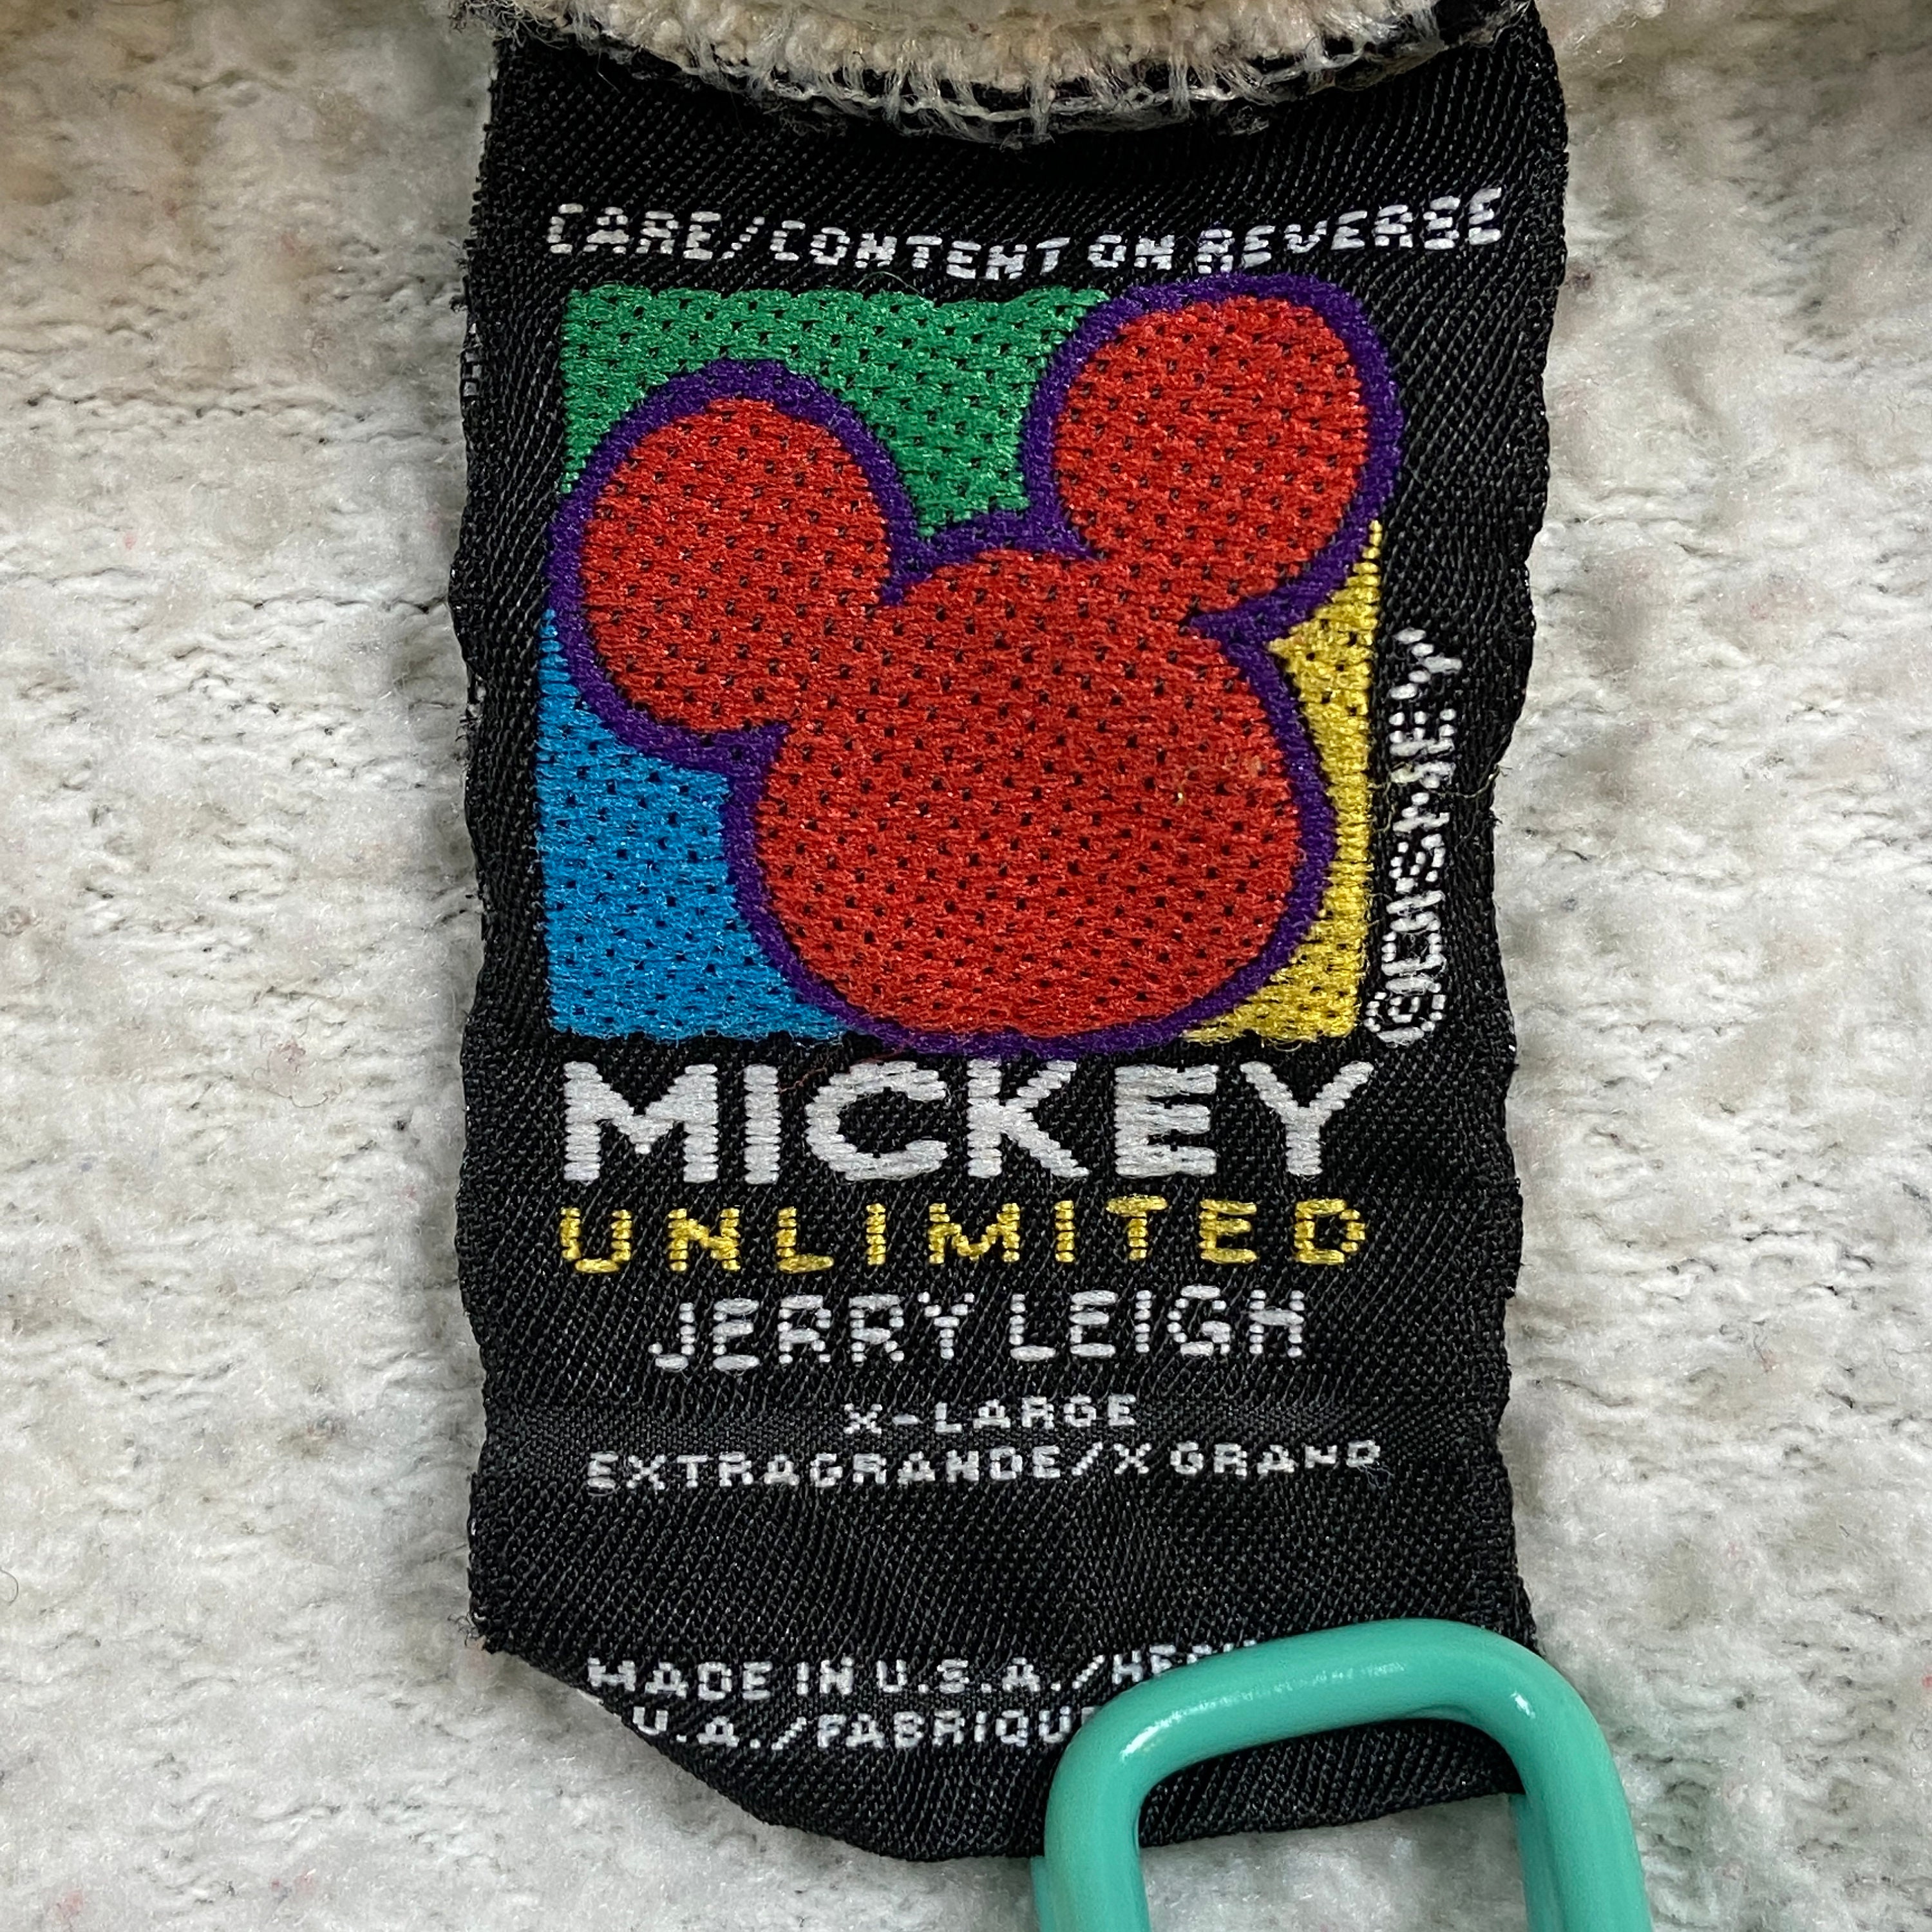 CARE/CONTENT ON REVERSE
©DISNEY
MICKEY
UNLIMITED
JERRY LEIGH
X-LARGE
EXTRAGRANDE/X GRAND
MADE IN U.S.A./
U.A./